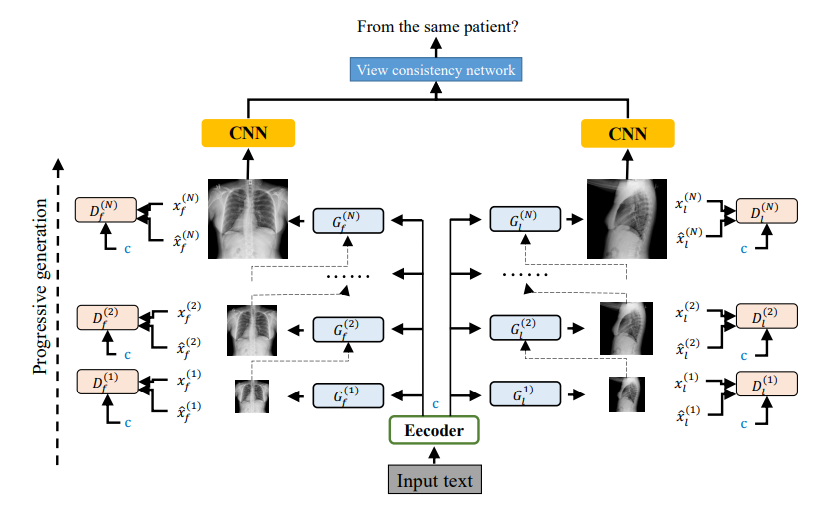 From the same patient?
View consistency network
CNN
CNN
Progressive generation
D_f^(N)
x_f^(N)
x̂_f^(N)
c
G_f^(N)
G_l^(N)
x_l^(N)
x̂_l^(N)
D_l^(N)
c
......
......
D_f^(2)
x_f^(2)
x̂_f^(2)
c
G_f^(2)
G_l^(2)
x_l^(2)
x̂_l^(2)
D_l^(2)
c
D_f^(1)
x_f^(1)
x̂_f^(1)
c
G_f^(1)
c
G_l^1)
x_l^(1)
x̂_l^(1)
D_l^(1)
c
Eecoder
Input text